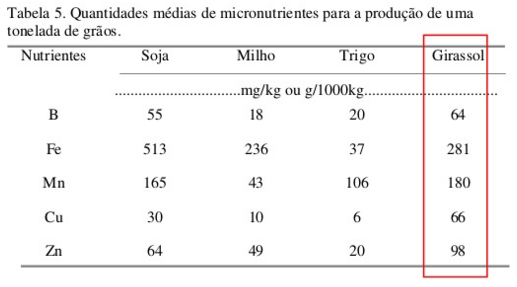 Tabela 5. Quantidades médias de micronutrientes para a produção de uma
tonelada de grãos.
Nutrientes Soja Milho Trigo Girassol
................................mg/kg ou g/1000kg..................................
B 55 18 20 64
Fe 513 236 37 281
Mn 165 43 106 180
Cu 30 10 6 66
Zn 64 49 20 98